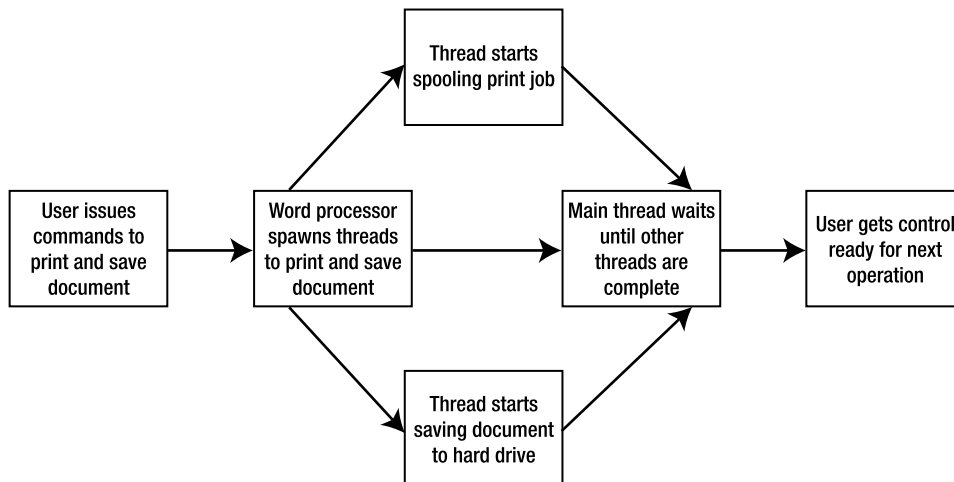 Thread starts
spooling print job
User issues
commands to
print and save
document
Word processor
spawns threads
to print and save
document
Main thread waits
until other
threads are
complete
User gets control
ready for next
operation
Thread starts
saving document
to hard drive